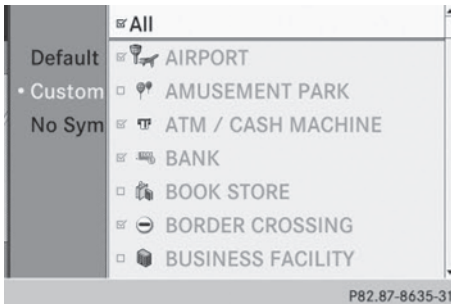 All
Default
AIRPORT
• Custom
AMUSEMENT PARK
No Sym
ATM / CASH MACHINE
BANK
BOOK STORE
BORDER CROSSING
BUSINESS FACILITY
P82.87-8635-31